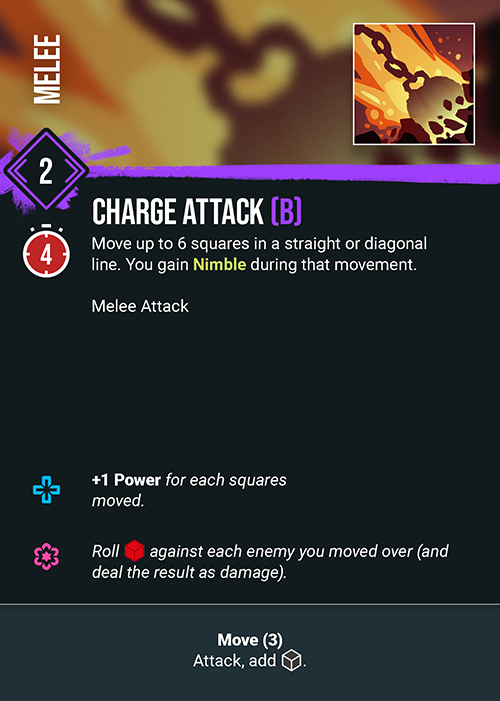 MELEE
2
CHARGE ATTACK (B)
4
Move up to 6 squares in a straight or diagonal
line. You gain Nimble during that movement.
Melee Attack
+1 Power for each squares
moved.
Roll against each enemy you moved over (and
deal the result as damage).
Move (3)
Attack, add .